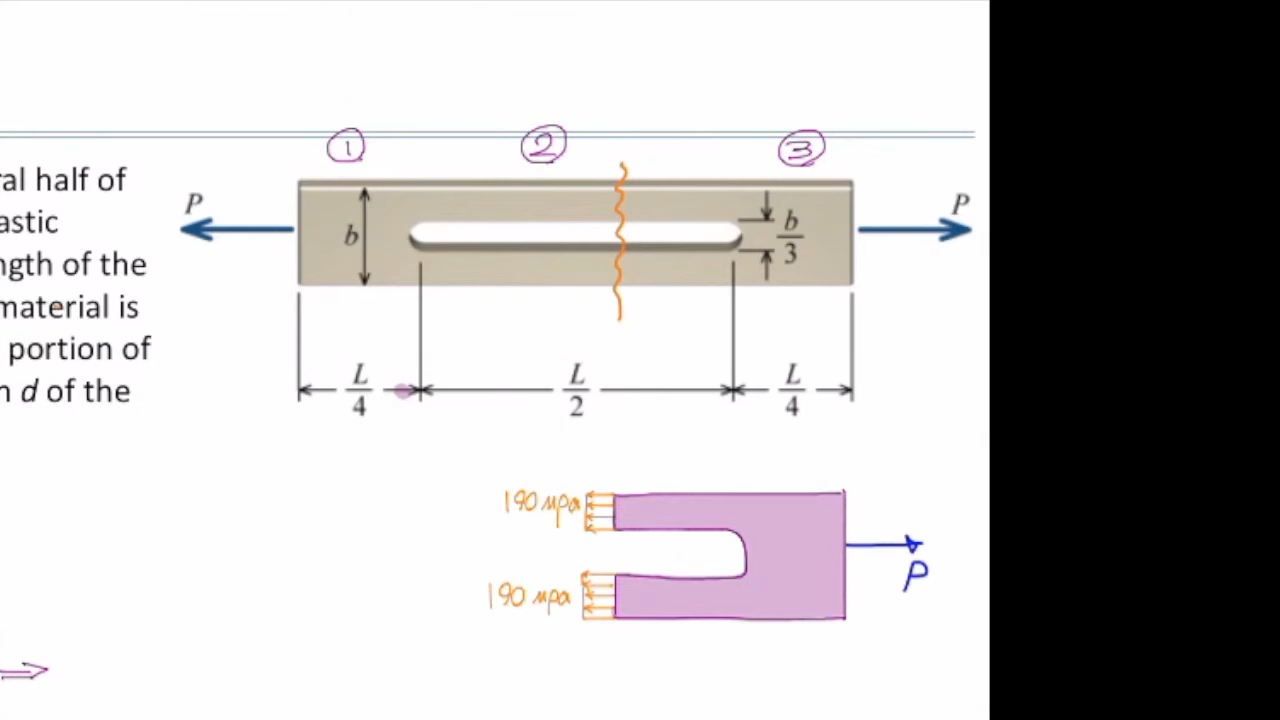 ① ② ③
ral half of
astic
ngth of the
material is
portion of
n d of the
P
b
b
3
P
L
4
L
2
L
4
190 mpa
190 mpa
P